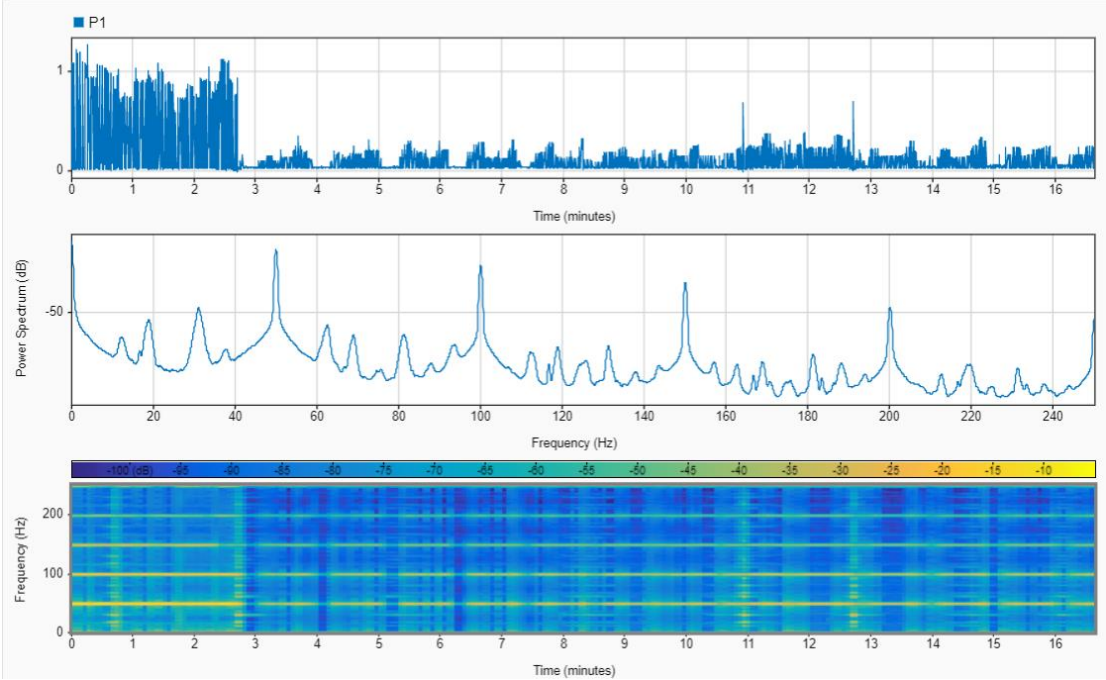 P1
1
0
0 1 2 3 4 5 6 7 8 9 10 11 12 13 14 15 16
Time (minutes)
Power Spectrum (dB)
-50
0 20 40 60 80 100 120 140 160 180 200 220 240
Frequency (Hz)
-100 (dB) -95 -90 -85 -80 -75 -70 -65 -60 -55 -50 -45 -40 -35 -30 -25 -20 -15 -10
Frequency (Hz)
200
100
0
0 1 2 3 4 5 6 7 8 9 10 11 12 13 14 15 16
Time (minutes)